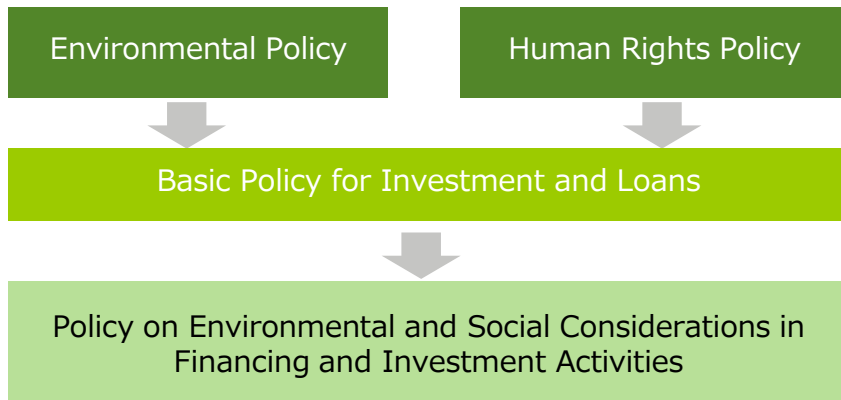 Environmental Policy
Human Rights Policy
Basic Policy for Investment and Loans
Policy on Environmental and Social Considerations in
Financing and Investment Activities